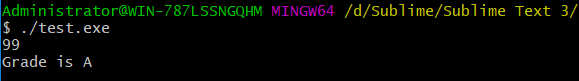 Administrator@WIN-787LSSNGQHM MINGW64 /d/Sublime/Sublime Text 3/
$ ./test.exe
99
Grade is A